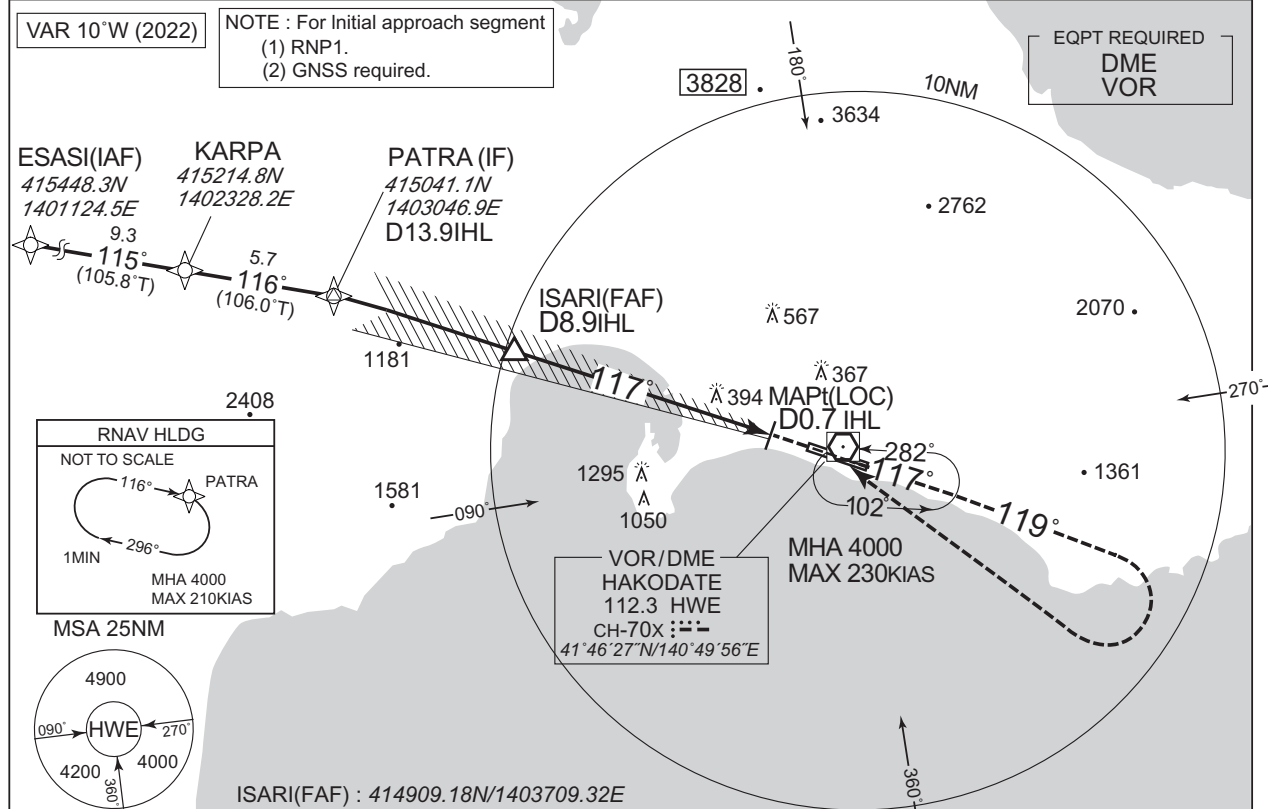 VAR 10°W (2022)
NOTE : For Initial approach segment
(1) RNP1.
(2) GNSS required.
EQPT REQUIRED
DME
VOR
180°
3828
10NM
3634
ESASI(IAF)
415448.3N
1401124.5E
KARPA
415214.8N
1402328.2E
PATRA (IF)
415041.1N
1403046.9E
D13.9IHL
2762
9.3
115°
(105.8°T)
5.7
116°
(106.0°T)
ISARI(FAF)
D8.9IHL
567
2070
1181
117°
367
394
MAPt(LOC)
D0.7 IHL
270°
2408
RNAV HLDG
NOT TO SCALE
116°
PATRA
296°
1MIN
MHA 4000
MAX 210KIAS
1581
090°
1295
1050
282°
117°
102°
119°
1361
MHA 4000
MAX 230KIAS
VOR/DME
HAKODATE
112.3 HWE
CH-70X
41°46′27″N/140°49′56″E
MSA 25NM
4900
090°
HWE
270°
4200
4000
360°
360°
ISARI(FAF) : 414909.18N/1403709.32E